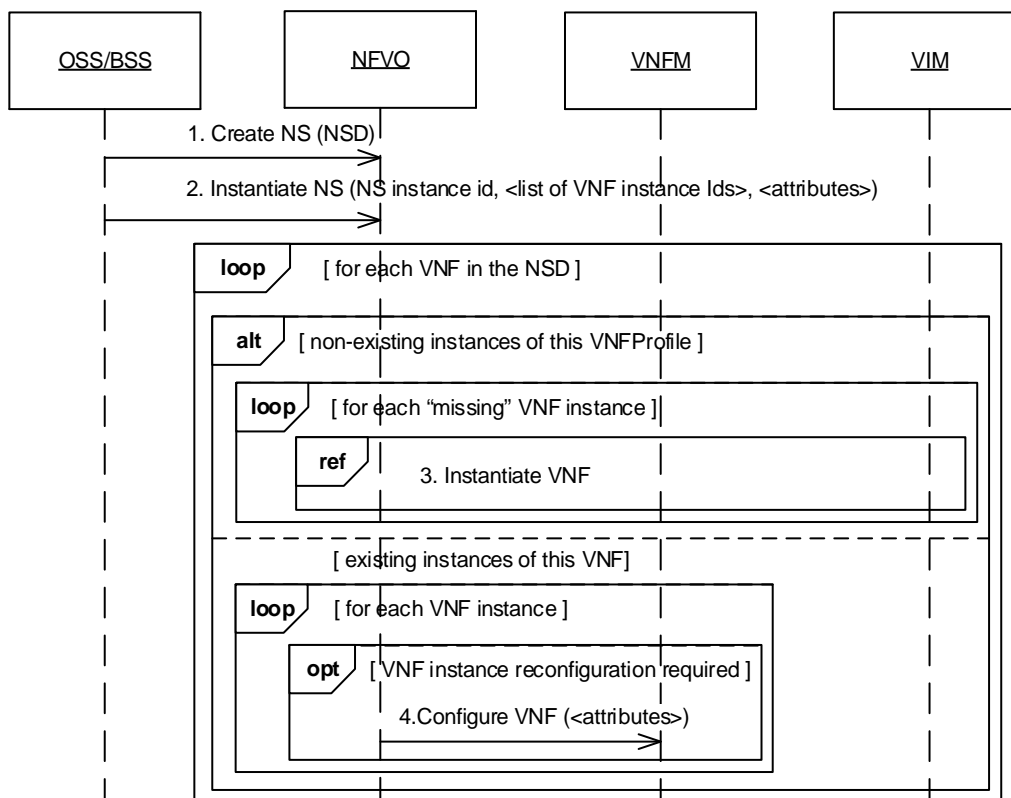 OSS/BSS
NFVO
VNFM
VIM
1. Create NS (NSD)
2. Instantiate NS (NS instance id, <list of VNF instance Ids>, <attributes>)
loop
[ for each VNF in the NSD ]
alt
[ non-existing instances of this VNFProfile ]
loop
[ for each “missing” VNF instance ]
ref
3. Instantiate VNF
[ existing instances of this VNF]
loop
[ for each VNF instance ]
opt
[ VNF instance reconfiguration required ]
4.Configure VNF (<attributes>)